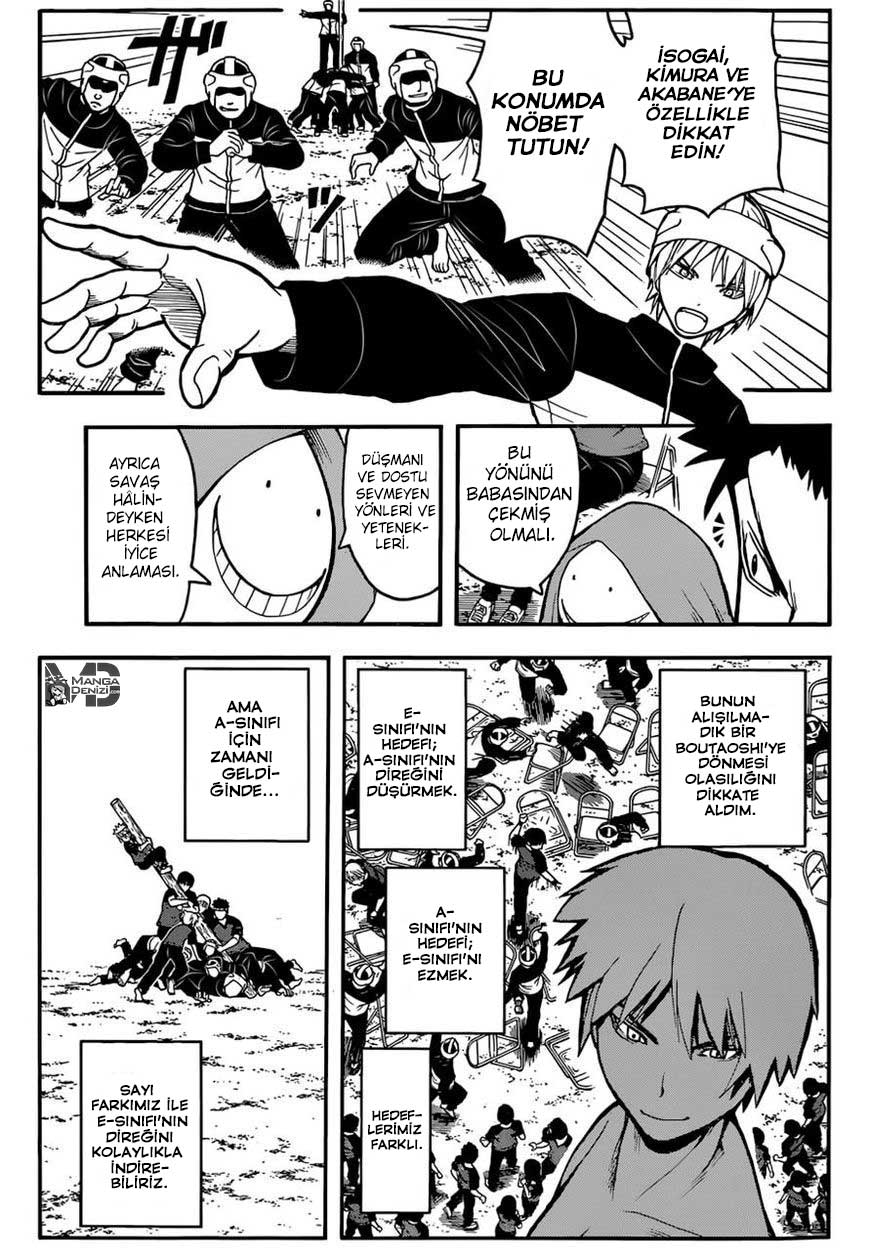 İSOGAI,
KİMURA VE
AKABANE'YE
ÖZELLİKLE
DİKKAT
EDİN!
BU
KONUMDA
NÖBET
TUTUN!
BU
YÖNÜNÜ
BABASINDAN
ÇEKMİŞ
OLMALI.
DÜŞMANI
VE DOSTU
SEVMEYEN
YÖNLERİ VE
YETENEK-
LERİ.
AYRICA
SAVAŞ
HÂLİN-
DEYKEN
HERKESİ
İYİCE
ANLAMASI.
BUNUN
ALIŞILMA-
DIK BİR
BOUTAOSHI'YE
DÖNMESİ
OLASILIĞINI
DİKKATE
ALDIM.
E-
SINIFI'NIN
HEDEFİ;
A-SINIFI'NIN
DİREĞİNİ
DÜŞÜRMEK.
A-
SINIFI'NIN
HEDEFİ;
E-SINIFI'NI
EZMEK.
HEDEF-
LERİMİZ
FARKLI.
AMA
A-SINIFI
İÇİN
ZAMANI
GELDİ-
ĞİNDE...
SAYI
FARKIMIZ İLE
E-SINIFI'NIN
DİREĞİNİ
KOLAYLIKLA
İNDİRE-
BİLİRİZ.
MD
MANGA
DENİZİ.com